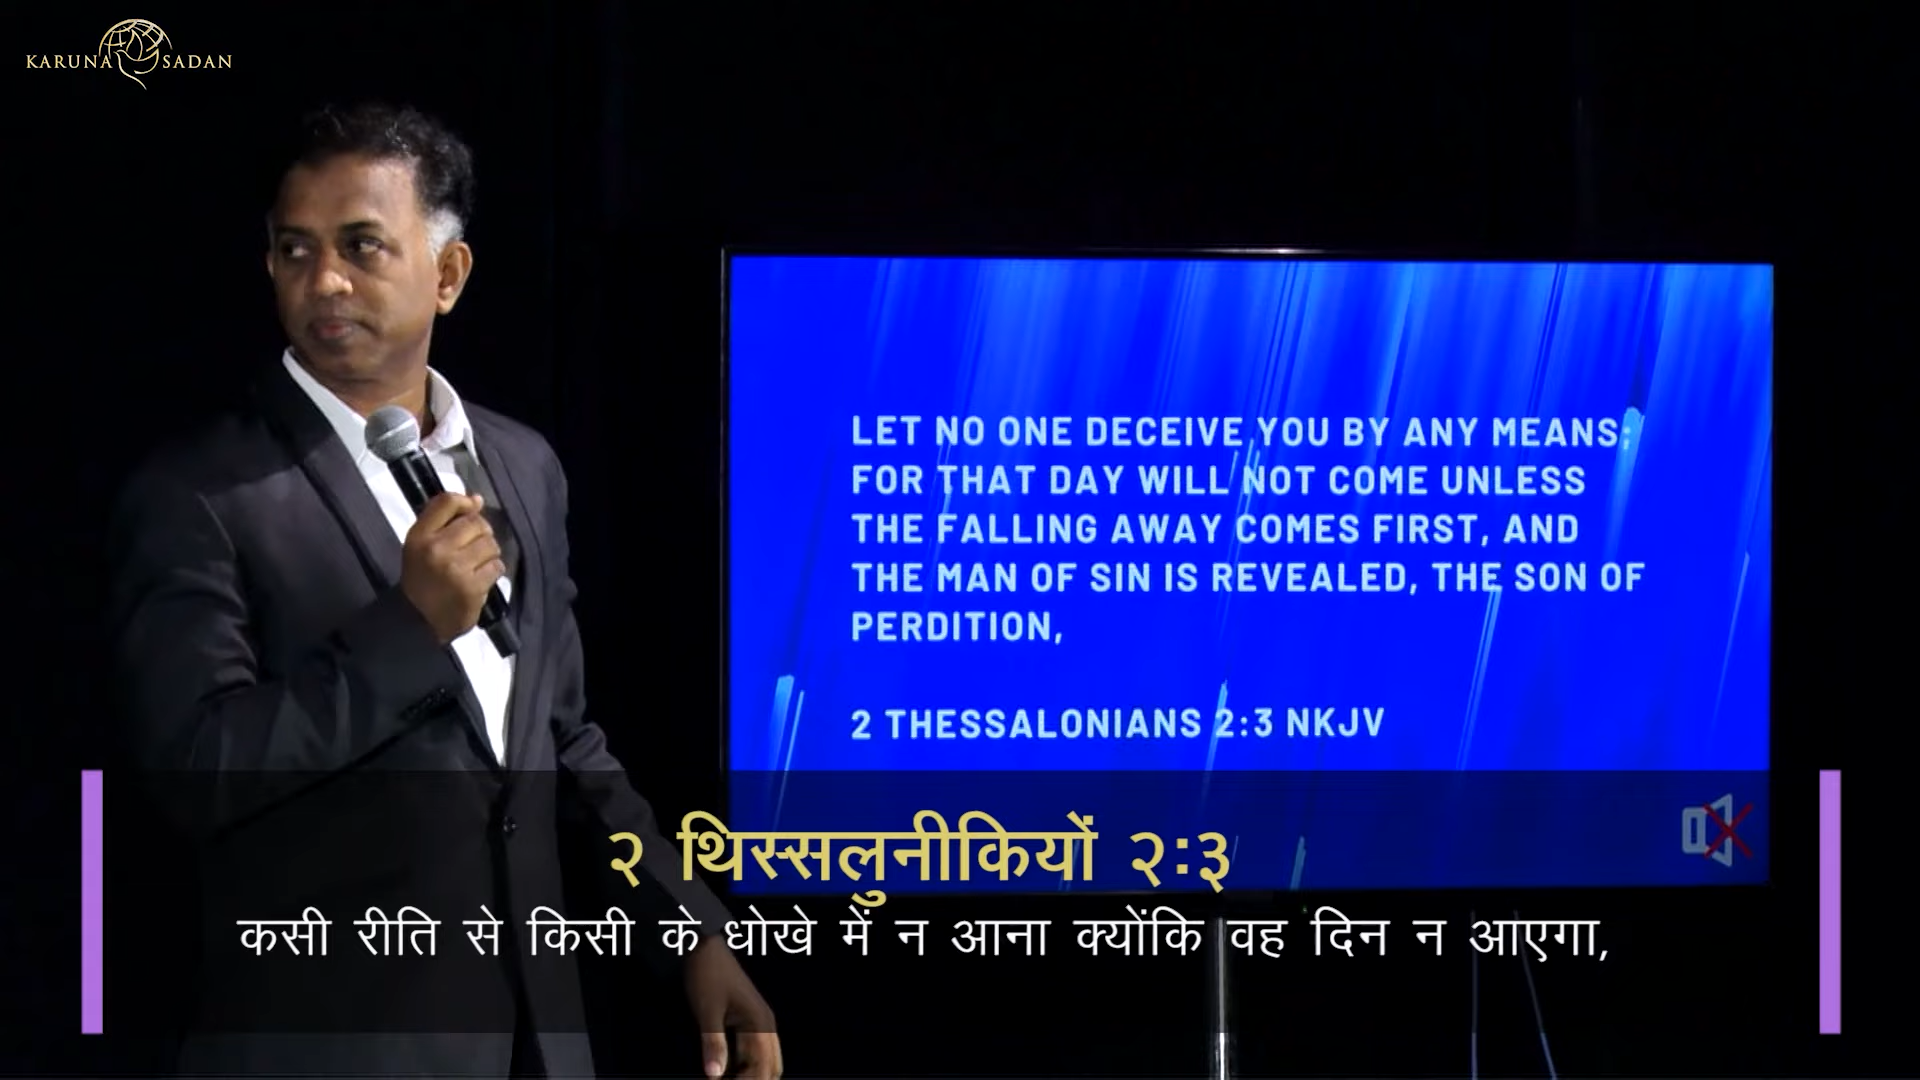 KARUNA SADAN
LET NO ONE DECEIVE YOU BY ANY MEANS;
FOR THAT DAY WILL NOT COME UNLESS
THE FALLING AWAY COMES FIRST, AND
THE MAN OF SIN IS REVEALED, THE SON OF
PERDITION,
2 THESSALONIANS 2:3 NKJV
२ थिस्सलुनीकियों २:३
कसी रीति से किसी के धोखे में न आना क्योंकि वह दिन न आएगा,